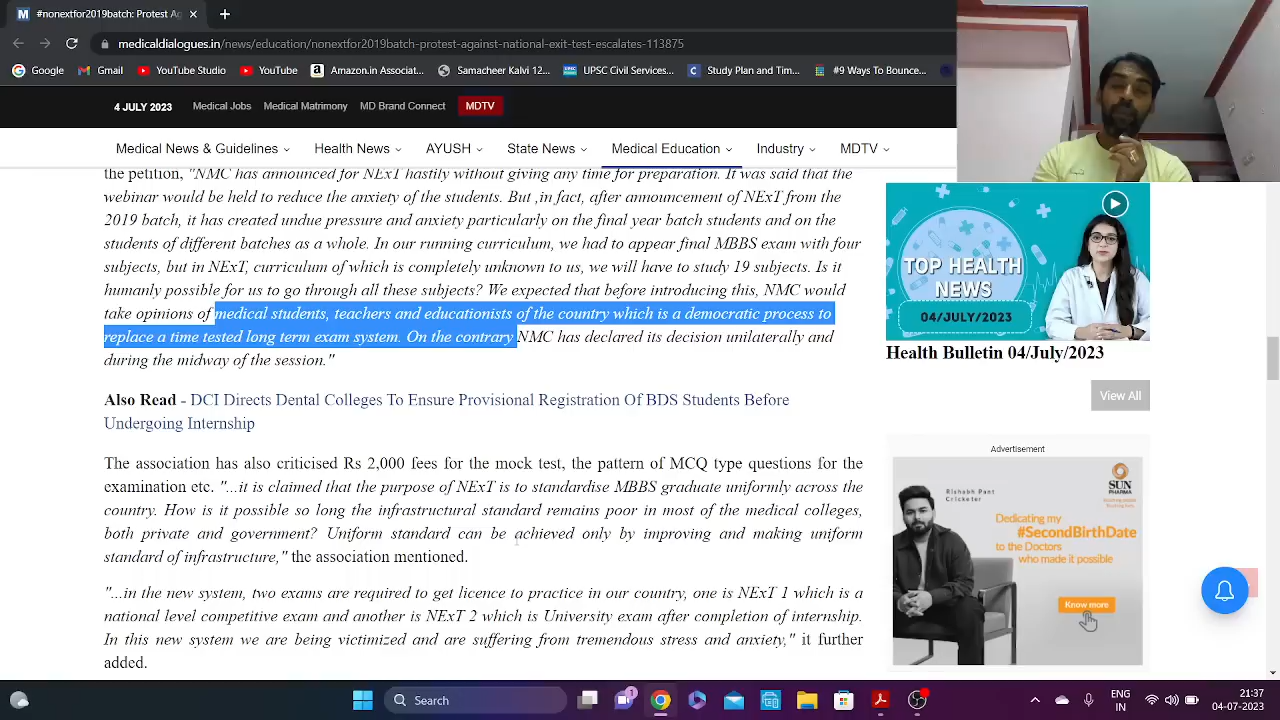 #nonextfor2019batch: Protest Ag
medicaldialogues.in/news/education/nonextfor2019batch-protest-against-national-exit-test-escalates-113875
Google
Gmail
YouTube Studio
YouTube
Amazon Associat...
Samacheer Kalvi 12...
UPSC Civil Services...
Study Plan and Tim...
#9 Ways To Bounce...
4 JULY 2023
Medical Jobs
Medical Matrimony
MD Brand Connect
MDTV
Medical News & Guidelines
Health News
AYUSH
State News
Medical Education
Industry
MDTV
the petition, "NMC has announced for NExT hastily without giving any time for preparation. It was said that the
webinar would be held to reduce the anxiety of the students. But , infact, after announcement of NExT from the
2019 batch, it has compounded pressure of anxiety particularly on the final year batch students and on the
students of different batches as a whole. In the running curriculum, we had to appear final MBBS exam with four
subjects, but in NExT, curriculum of which is completely unknown to us, we will have to study 19 subjects. Is it
humanly possible for us to go through all these subjects? We expected that before introducing this, NMC would
take opinions of medical students, teachers and educationists of the country which is a democratic process to
replace a time tested long run exam system. On the contrary NMC has declared its decision unilaterally and
during the midway of the session."
Also Read - DCI Directs Dental Colleges To Ensure Provisional Registration Of BDS Students Before
Undergoing Internship
The association has also criticised Rs 2,000 fees for the mock test, the pattern of MCQ type questions for the
examination etc. "It is claimed that the purpose of NExT is to standardize MBBS graduates uniformly across the
country. How is it possible so long the infrastructural standard is so poor in most of the medical colleges
both private and government run? This standard can be achieved only by improving and ensuring uniform
standard of infrastructure," the association mentioned.
"...in the new system, two exams are required to get licence to practice in our country, one is NExT 1 which is a
national level competitive exam and another is NEXT 2 which is university exam after completion of internship.
In this new system we are being victimised and are suffering from tremendous stress and anxiety," it further
added.
TOP HEALTH
NEWS
04/JULY/2023
Health Bulletin 04/July/2023
View All
Advertisement
Rishabh Pant
Cricketer
SUN
PHARMA
Dedicating my
#SecondBirthDate
to the Doctors
who made it possible
Know more
Search
1
ENG
IN
21:37
04-07-2023